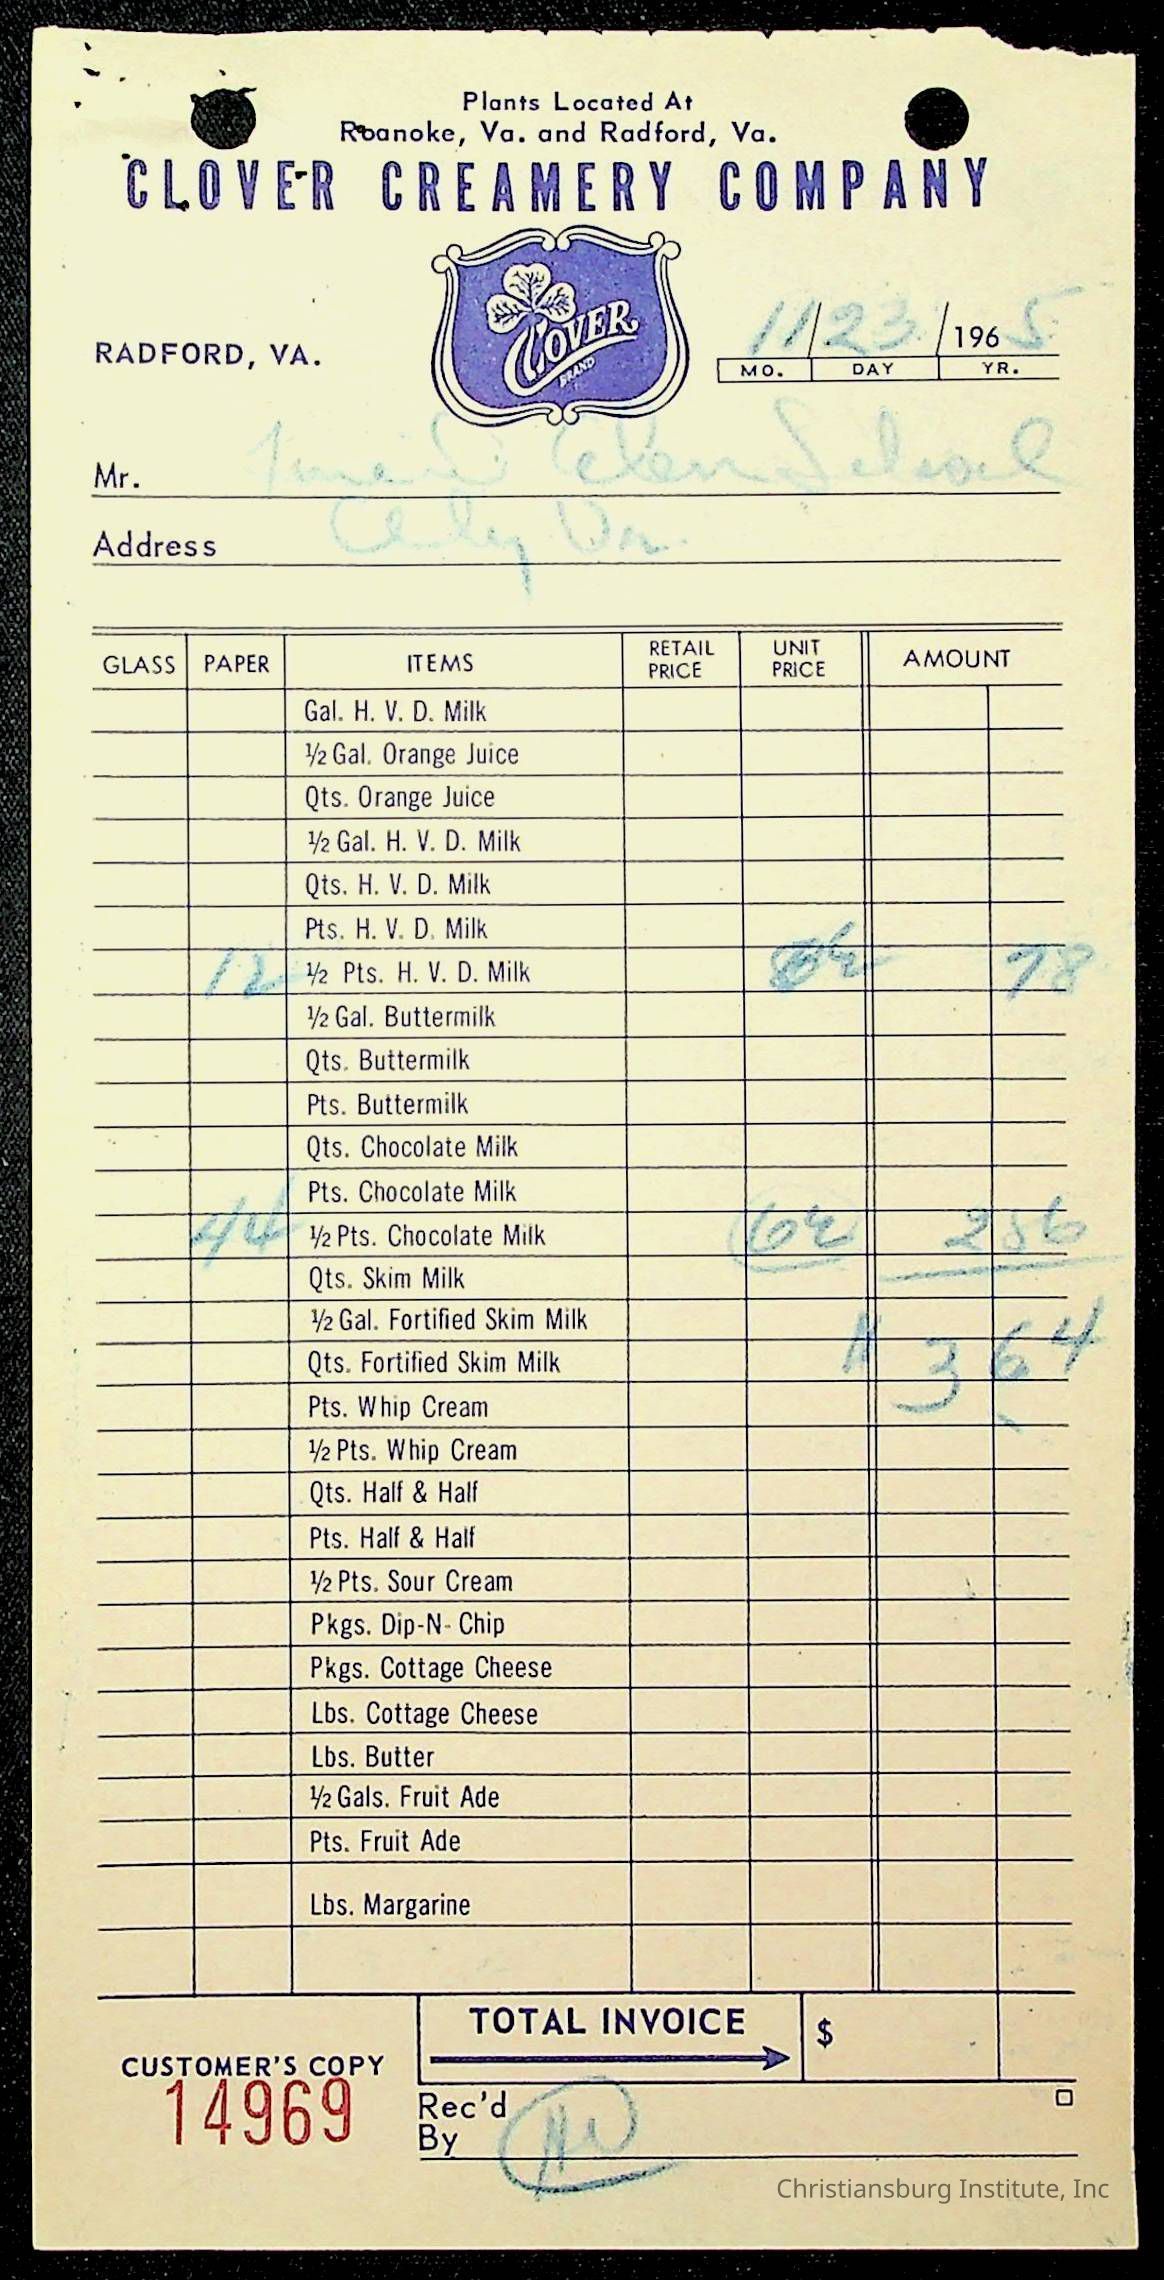 Plants Located At
Roanoke, Va. and Radford, Va.
CLOVER CREAMERY COMPANY
CLOVER
BRAND
RADFORD, VA.
11/23/1965
MO. DAY YR.
Mr. Elem School
Address Va.
GLASS PAPER ITEMS RETAIL PRICE UNIT PRICE AMOUNT
Gal. H. V. D. Milk
½ Gal. Orange Juice
Qts. Orange Juice
½ Gal. H. V. D. Milk
Qts. H. V. D. Milk
Pts. H. V. D. Milk
12 ½ Pts. H. V. D. Milk 78
½ Gal. Buttermilk
Qts. Buttermilk
Pts. Buttermilk
Qts. Chocolate Milk
Pts. Chocolate Milk
44 ½ Pts. Chocolate Milk 6½ 286
Qts. Skim Milk
½ Gal. Fortified Skim Milk
Qts. Fortified Skim Milk 364
Pts. Whip Cream
½ Pts. Whip Cream
Qts. Half & Half
Pts. Half & Half
½ Pts. Sour Cream
Pkgs. Dip-N-Chip
Pkgs. Cottage Cheese
Lbs. Cottage Cheese
Lbs. Butter
½ Gals. Fruit Ade
Pts. Fruit Ade
Lbs. Margarine
TOTAL INVOICE $
CUSTOMER'S COPY
14969
Rec'd
By
Christiansburg Institute, Inc